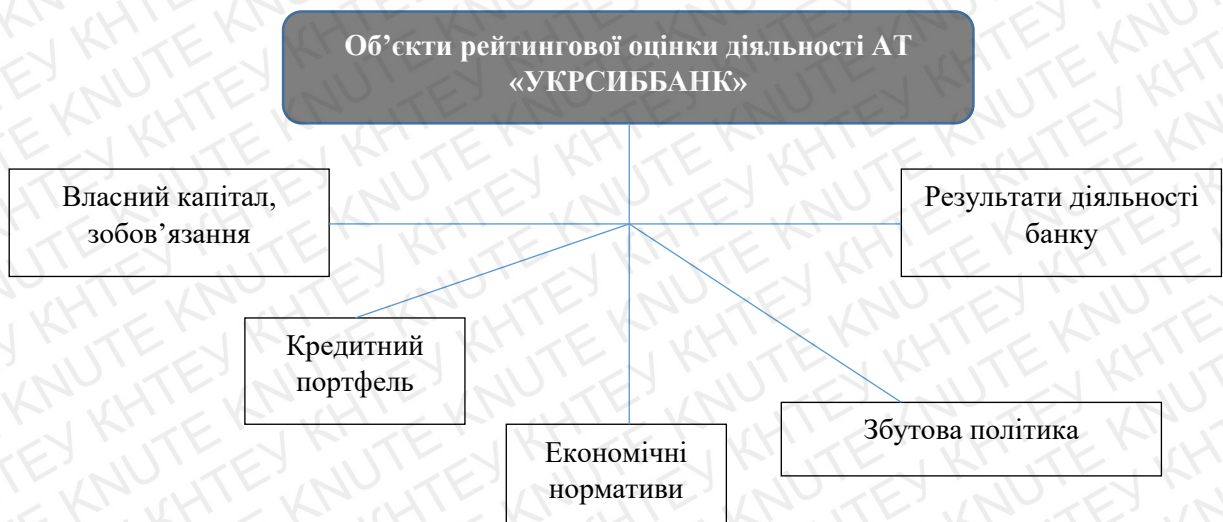 Об’єкти рейтингової оцінки діяльності АТ
«УКРСИББАНК»
Власний капітал,
зобов’язання
Результати діяльності
банку
Кредитний
портфель
Збутова політика
Економічні
нормативи